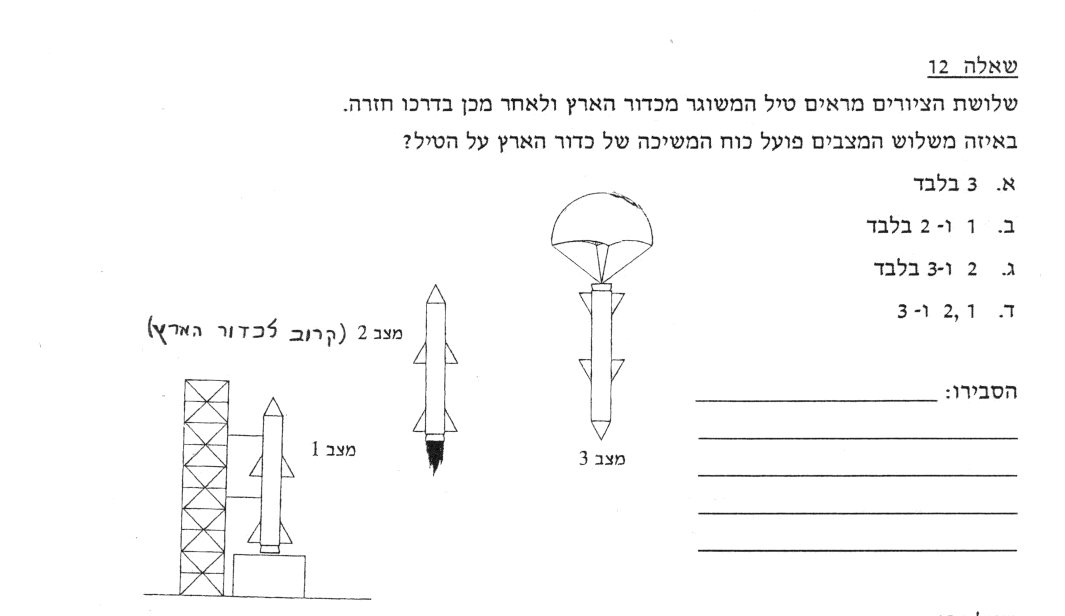 שאלה 12
שלושת הציורים מראים טיל המשוגר מכדור הארץ ולאחר מכן בדרכו חזרה.
באיזה משלוש המצבים פועל כוח המשיכה של כדור הארץ על הטיל?
א. 3 בלבד
ב. 1 ו- 2 בלבד
ג. 2 ו-3 בלבד
ד. 1, 2 ו- 3
מצב 2 (קרוב לכדור הארץ)
הסבירו:
מצב 1
מצב 3